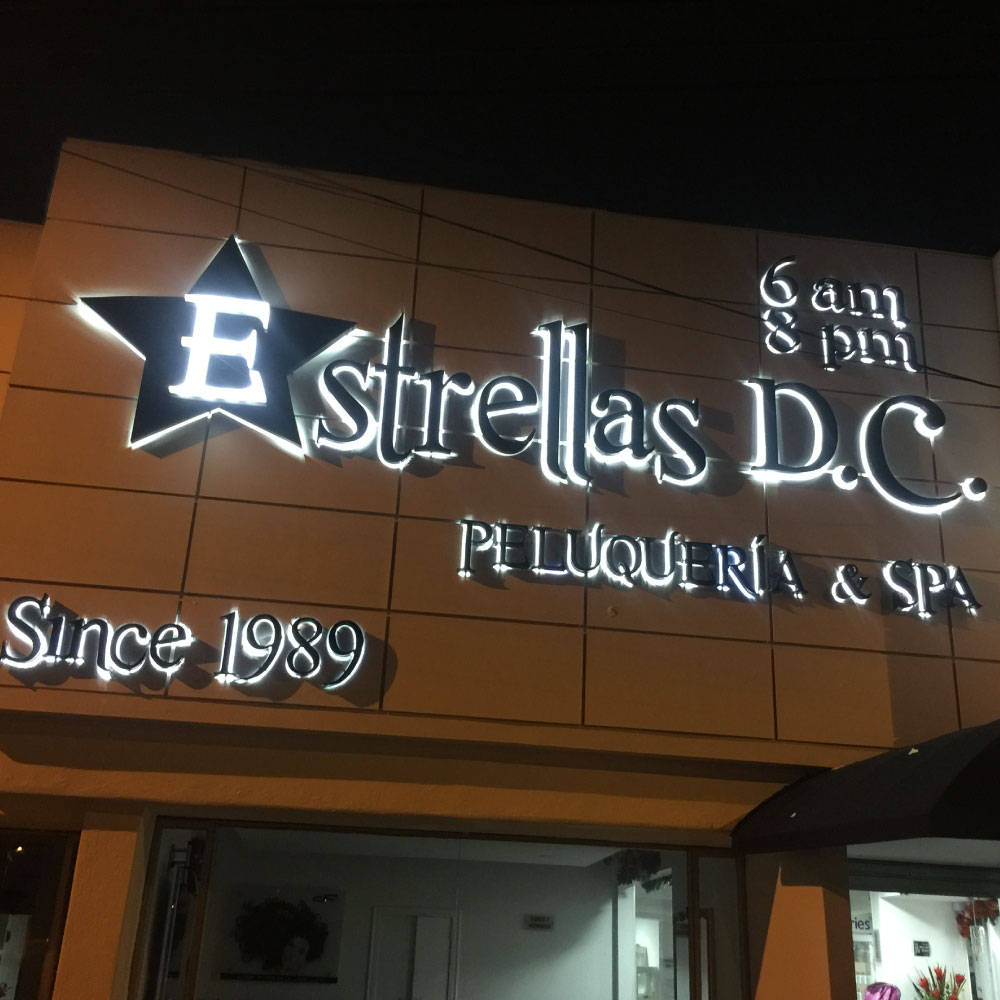 6 am
8 pm
Estrellas D.C.
PELUQUERÍA & SPA
Since 1989